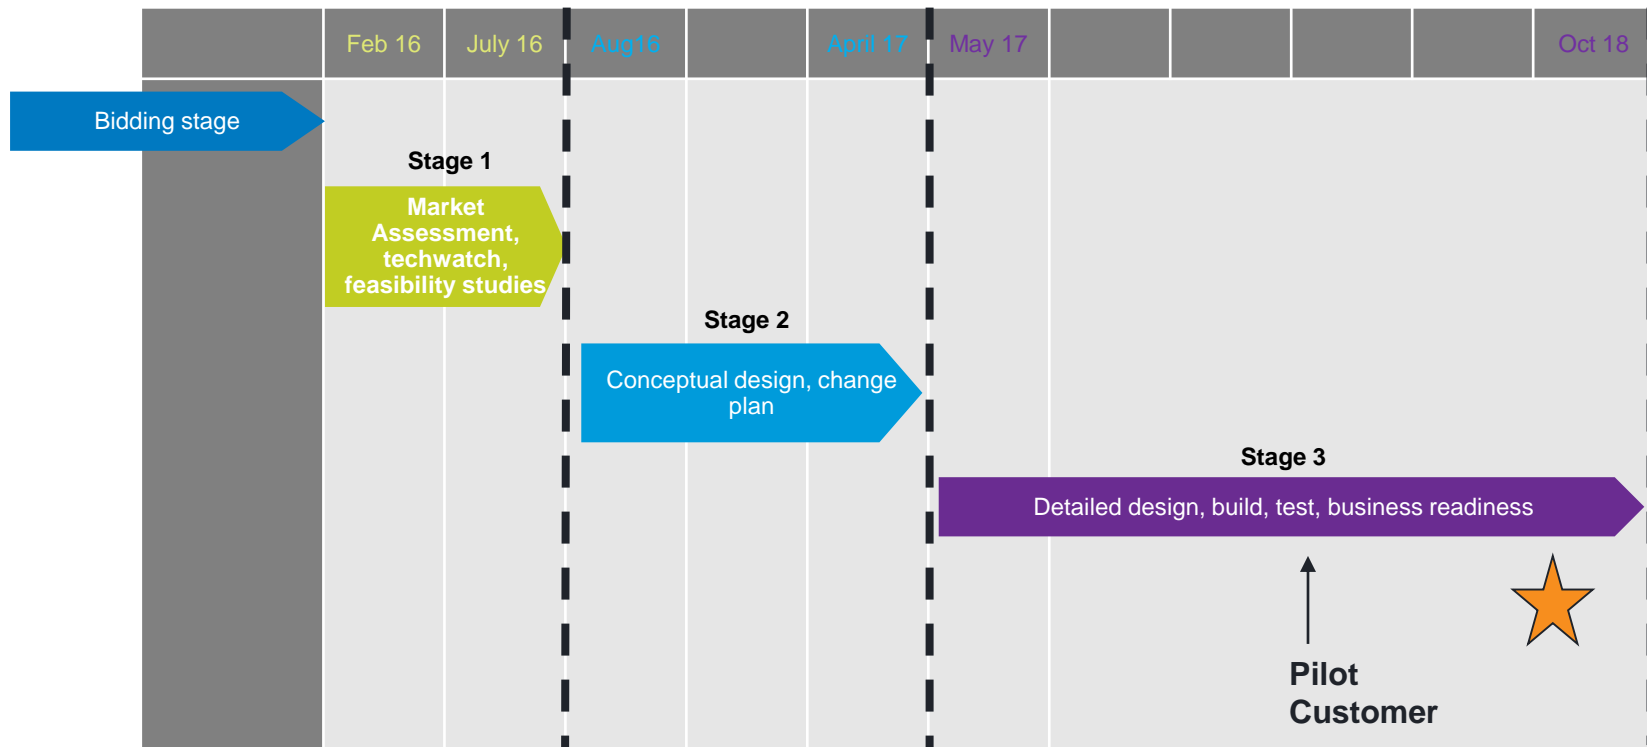 Feb 16
July 16
Aug16
April 17
May 17
Oct 18
Bidding stage
Stage 1
Market
Assessment,
techwatch,
feasibility studies
Stage 2
Conceptual design, change
plan
Stage 3
Detailed design, build, test, business readiness
Pilot
Customer